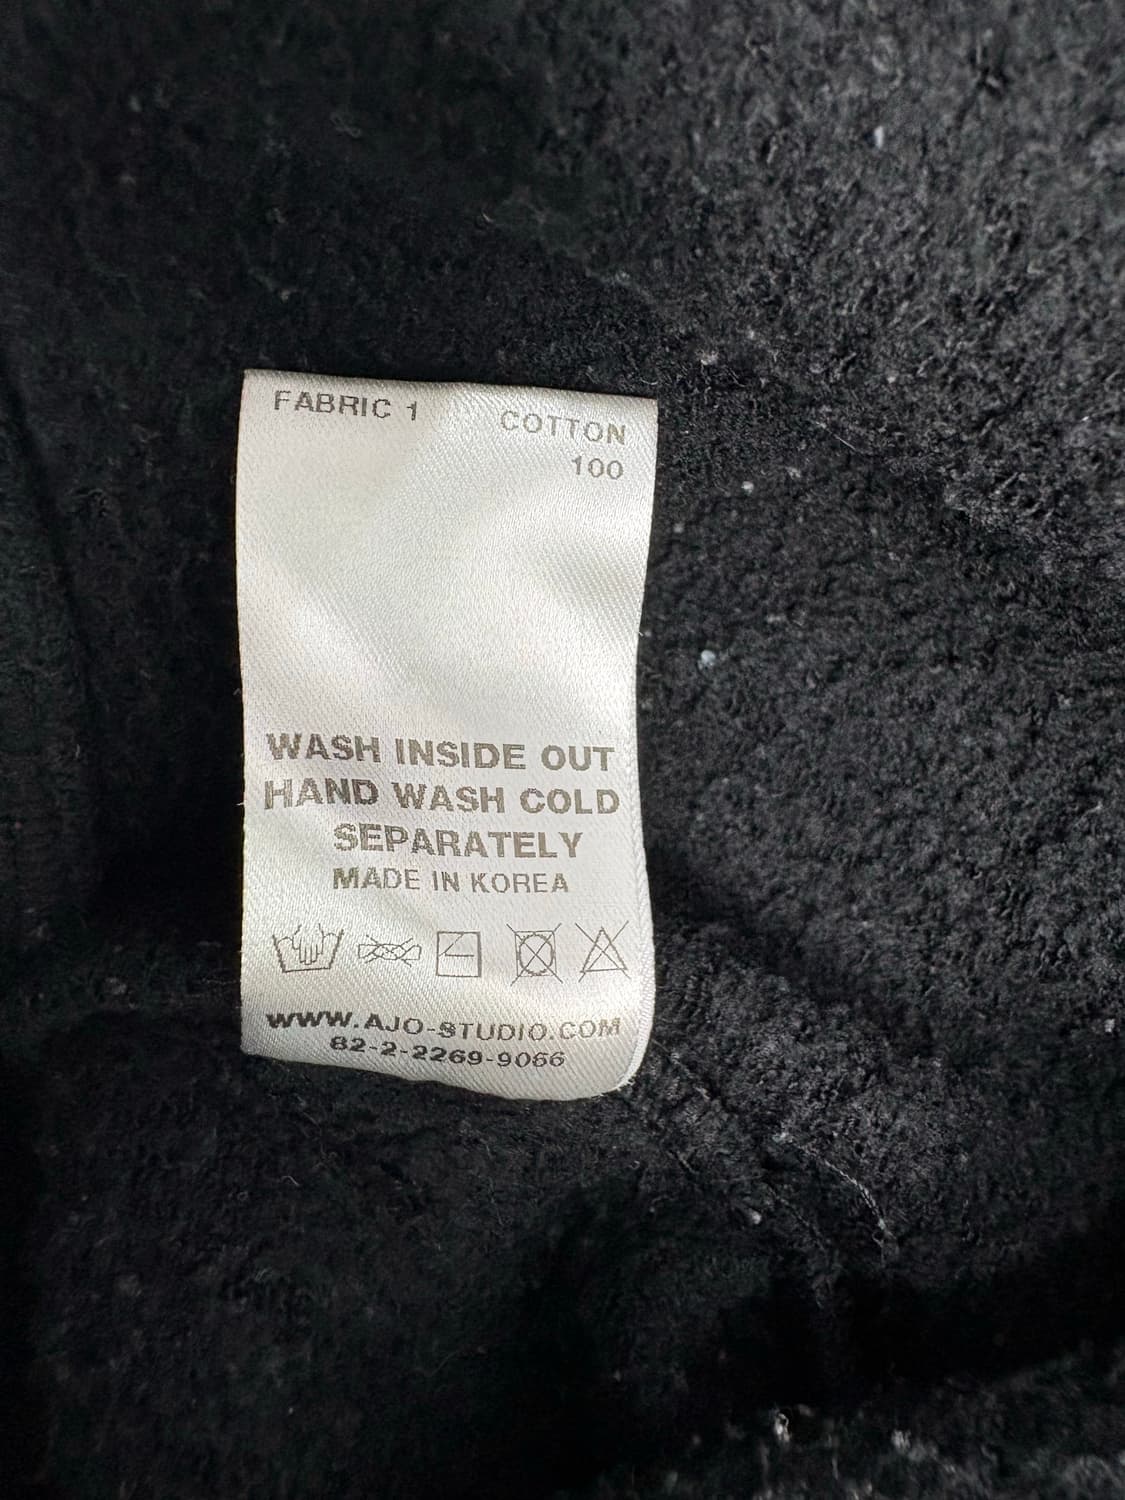 FABRIC 1
COTTON
100
WASH INSIDE OUT
HAND WASH COLD
SEPARATELY
MADE IN KOREA
WWW.AJO-STUDIO.COM
82-2-2269-9066